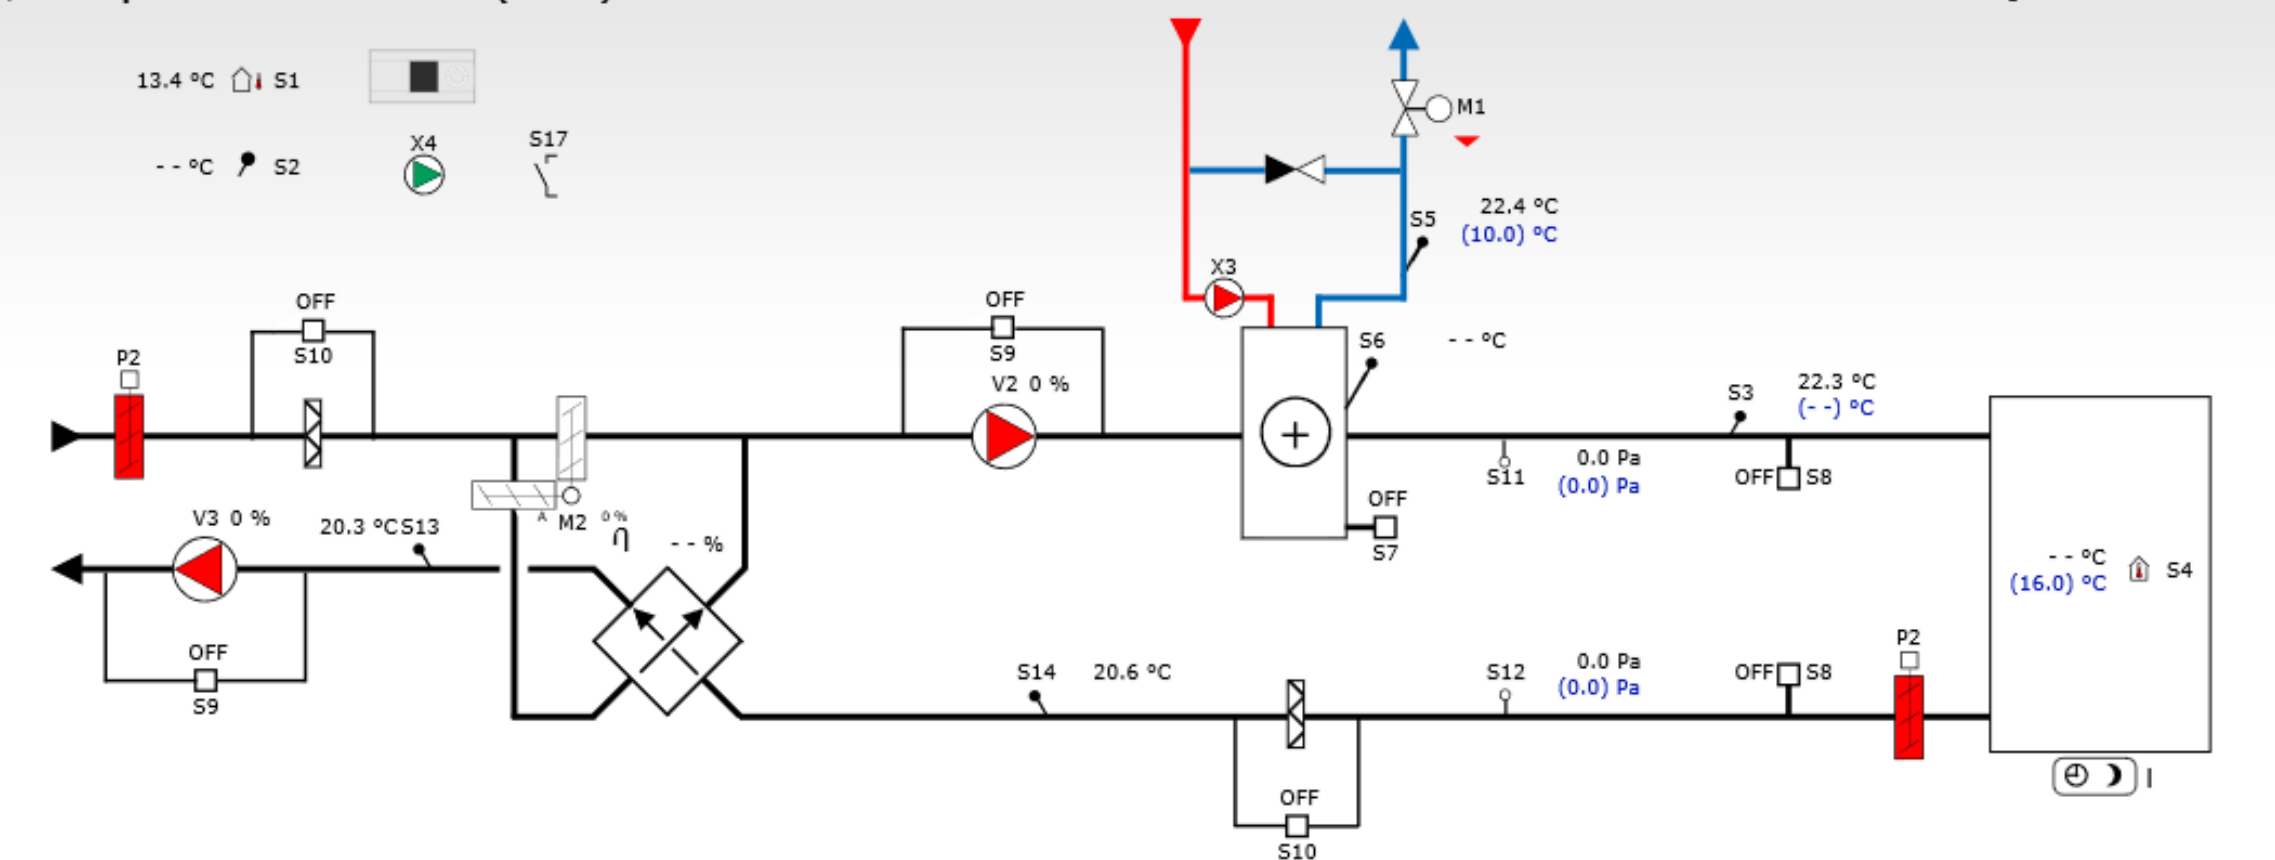 13.4 °C S1
X4
S17
- - °C S2
M1
S5 22.4 °C
(10.0) °C
X3
OFF
S10
P2
OFF
S9
V2 0 %
S6 - - °C
S3 22.3 °C
(- -) °C
S11 0.0 Pa
(0.0) Pa
OFF S8
OFF
S7
V3 0 %
20.3 °C S13
A M2 0 %
- - %
- - °C
(16.0) °C S4
OFF
S9
S14 20.6 °C
S12 0.0 Pa
(0.0) Pa
OFF S8
P2
I
OFF
S10